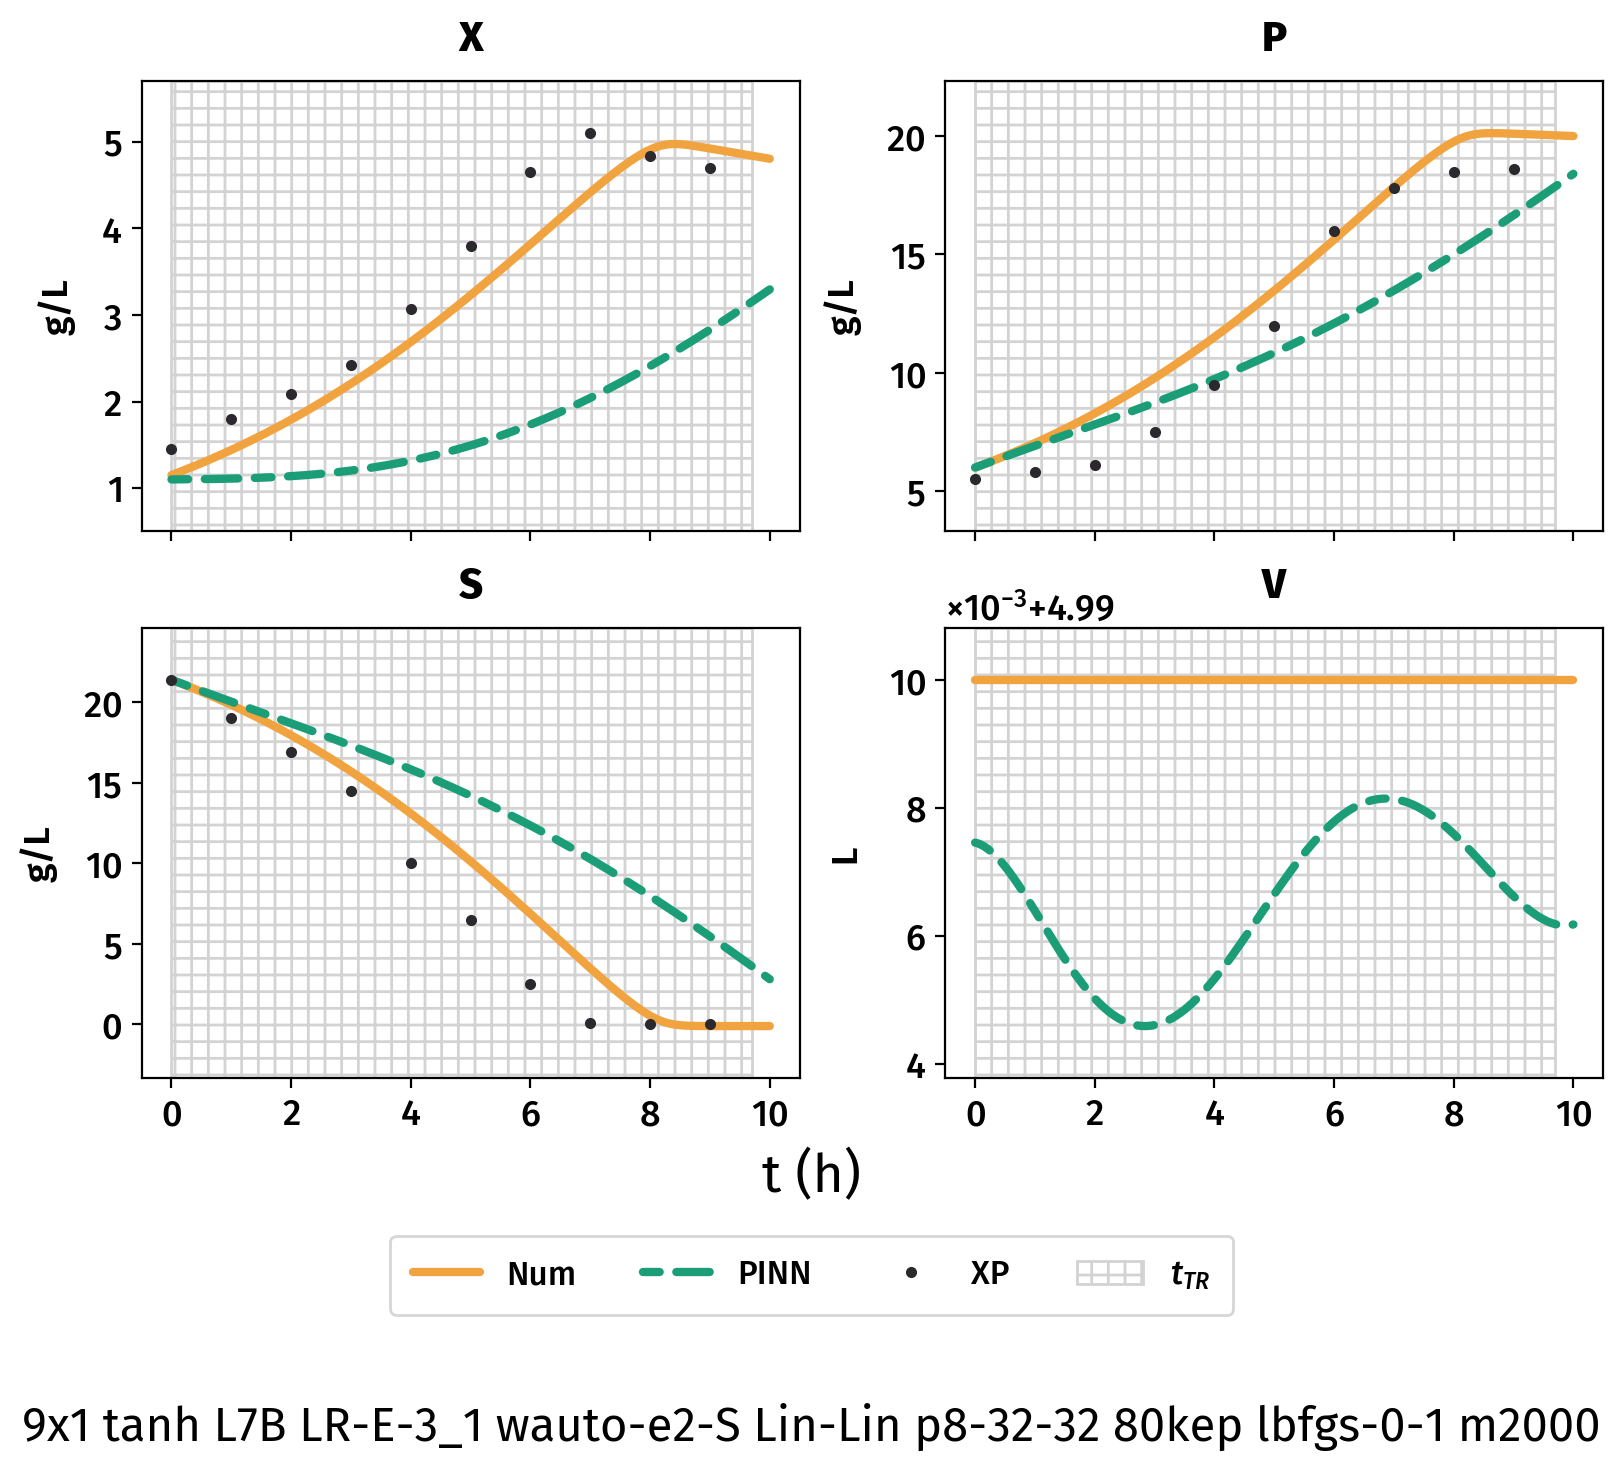 X
P
5
4
3
2
1
g/L
20
15
10
5
g/L
S
V
×10⁻³+4.99
20
15
10
5
0
g/L
10
8
6
4
L
0 2 4 6 8 10
0 2 4 6 8 10
t (h)
Num PINN XP t_TR
9x1 tanh L7B LR-E-3_1 wauto-e2-S Lin-Lin p8-32-32 80kep lbfgs-0-1 m2000